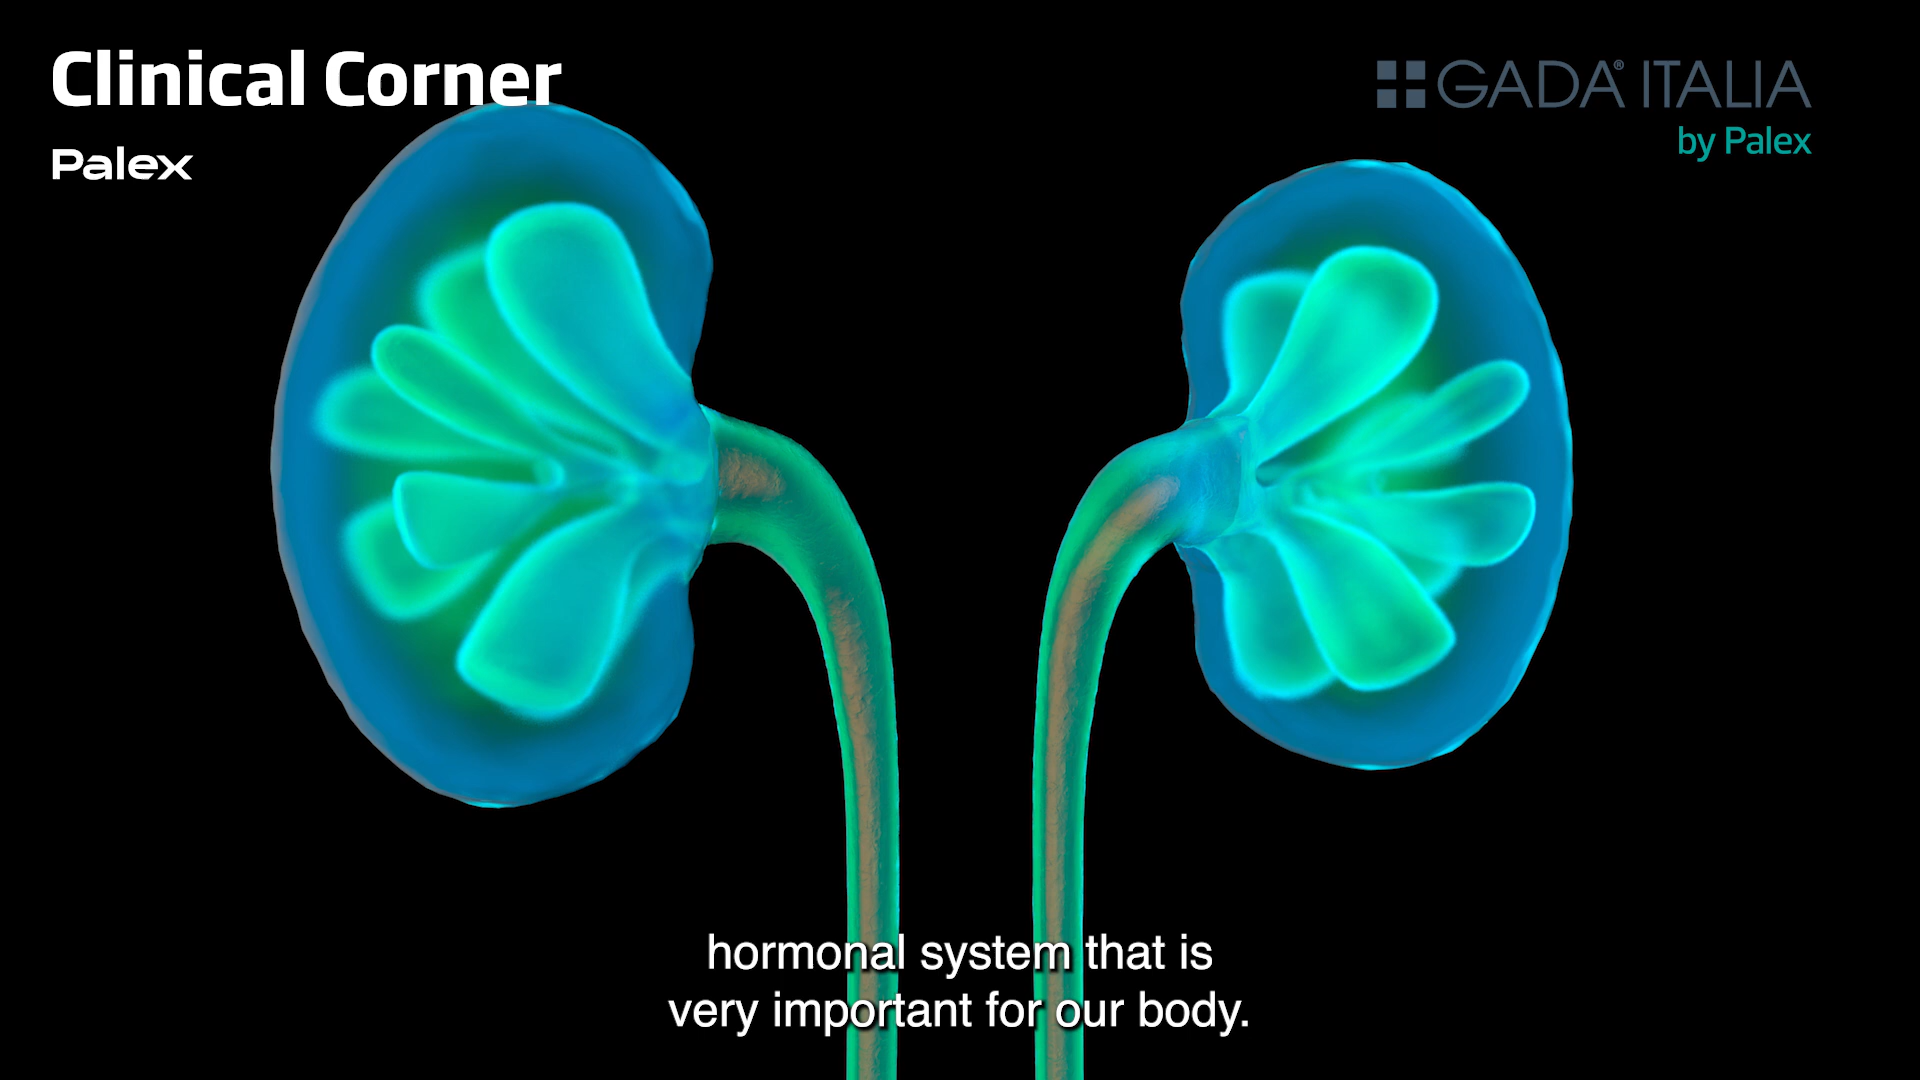 Clinical Corner
Palex
GADA® ITALIA
by Palex
hormonal system that is
very important for our body.